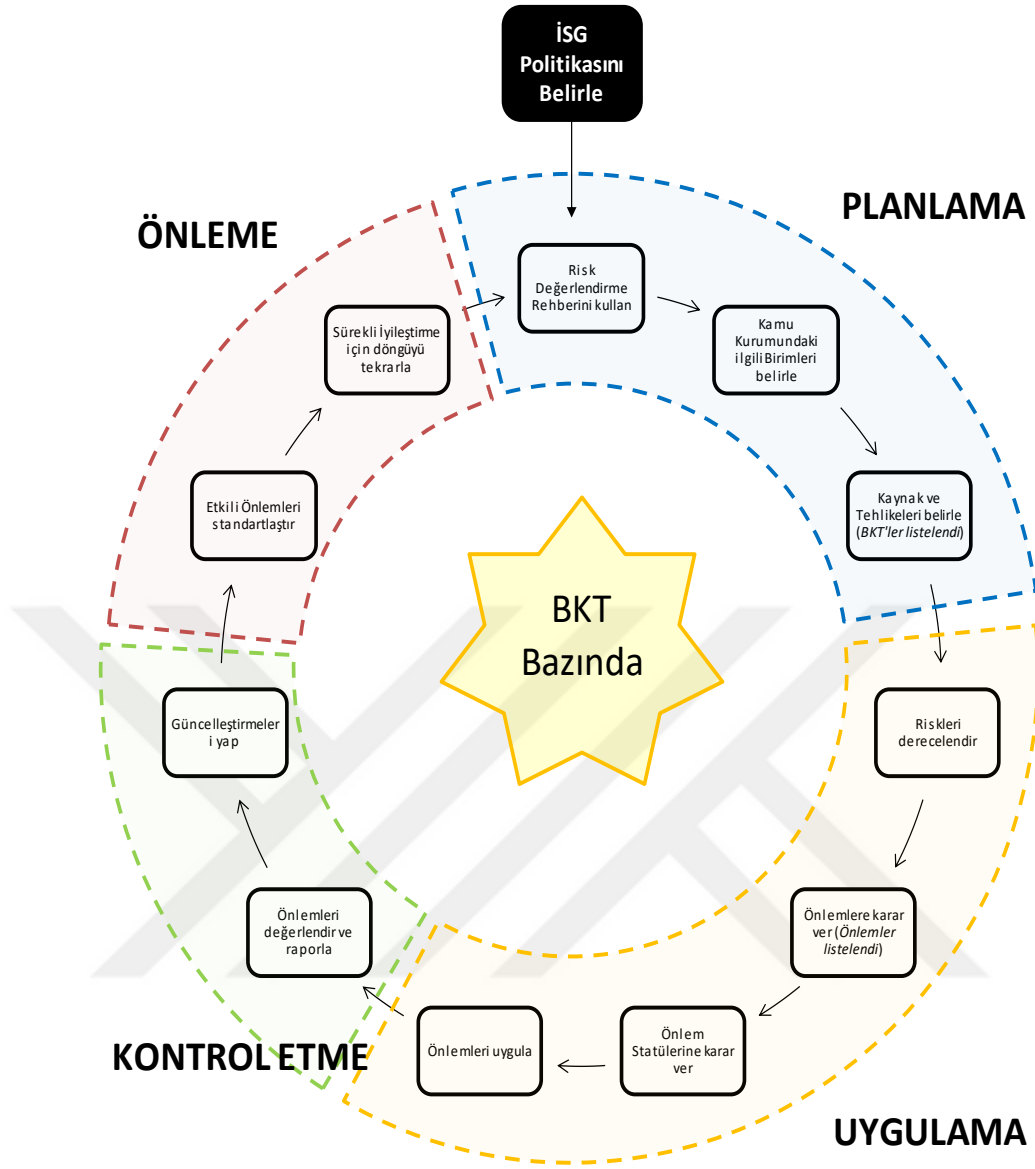 İSG
Politikasını
Belirle
PLANLAMA
Risk
Değerlendirme
Rehberini kullan
Kamu
Kurumundaki
ilgili Birimleri
belirle
Kaynak ve
Tehlikeleri belirle
(BKT'ler listelendi)
Riskleri
derecelendir
Önlemlere karar
ver (Önlemler
listelendi)
Önlem
Statülerine karar
ver
Önlemleri uygula
UYGULAMA
KONTROL ETME
Önlemleri
değerlendir ve
raporla
Güncelleştirmeler
i yap
Etkili Önlemleri
standartlaştır
Sürekli İyileştirme
için döngüyü
tekrarla
ÖNLEME
BKT
Bazında